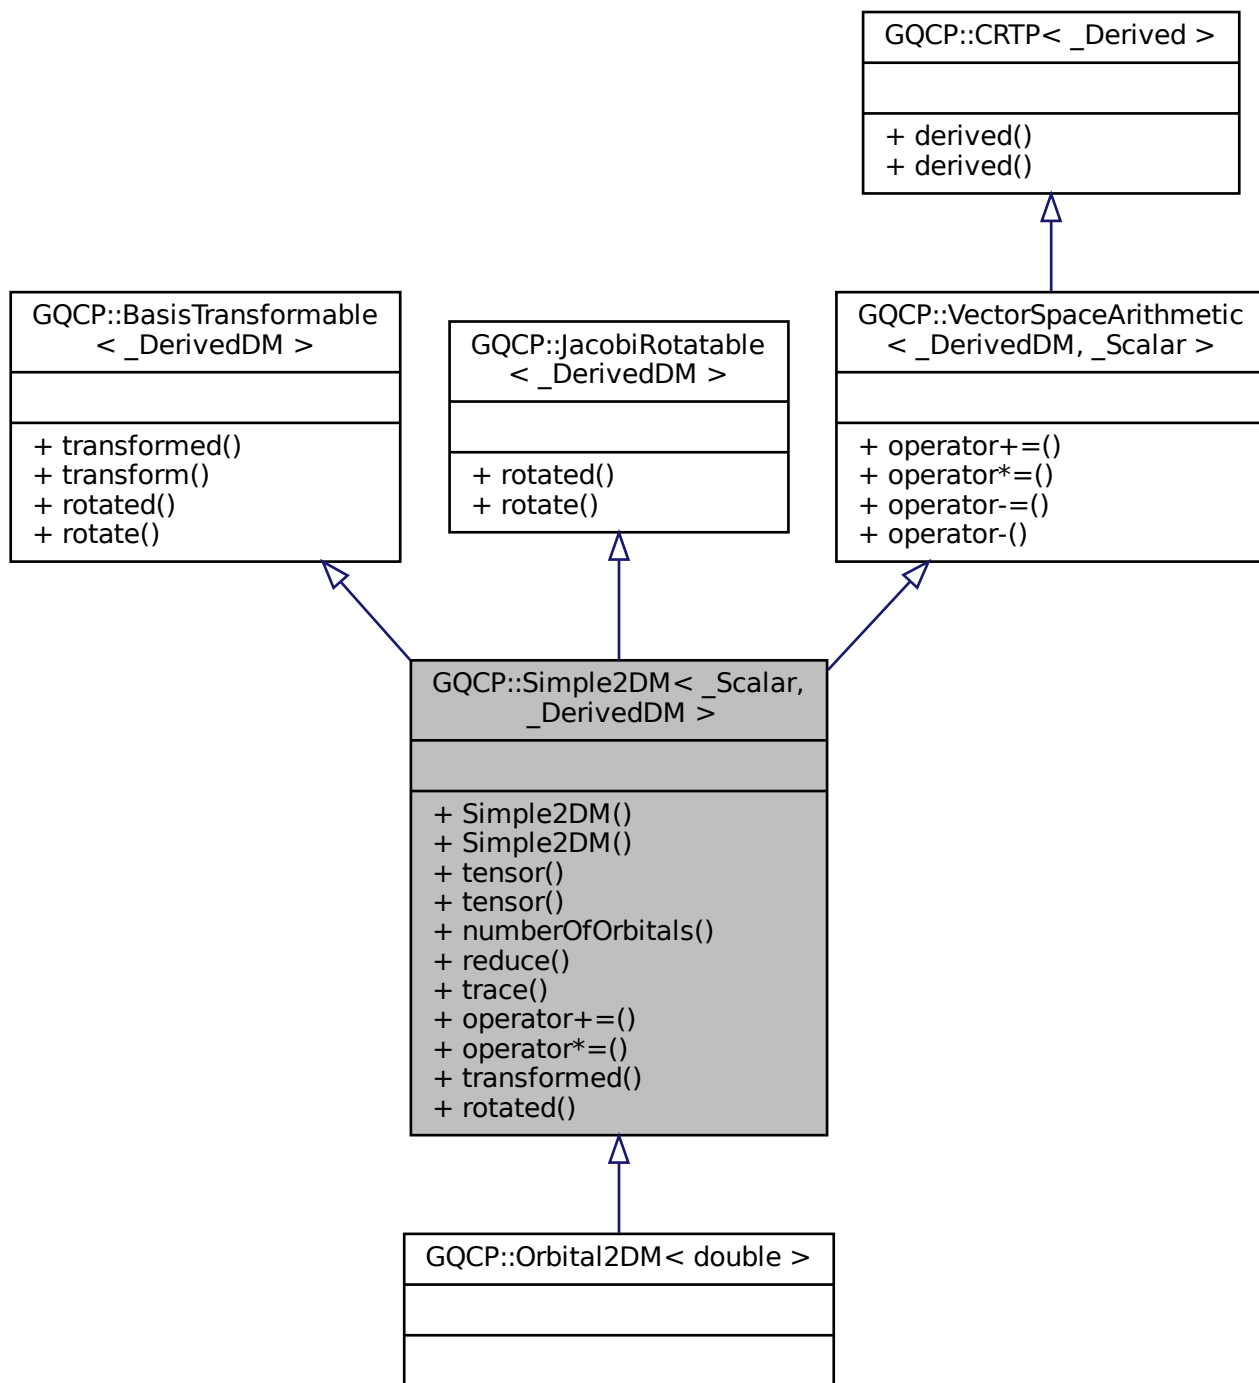 GQCP::CRTP< _Derived >
+ derived()
+ derived()
GQCP::BasisTransformable
< _DerivedDM >
+ transformed()
+ transform()
+ rotated()
+ rotate()
GQCP::JacobiRotatable
< _DerivedDM >
+ rotated()
+ rotate()
GQCP::VectorSpaceArithmetic
< _DerivedDM, _Scalar >
+ operator+=()
+ operator*=()
+ operator-=()
+ operator-()
GQCP::Simple2DM< _Scalar,
_DerivedDM >
+ Simple2DM()
+ Simple2DM()
+ tensor()
+ tensor()
+ numberOfOrbitals()
+ reduce()
+ trace()
+ operator+=()
+ operator*=()
+ transformed()
+ rotated()
GQCP::Orbital2DM< double >